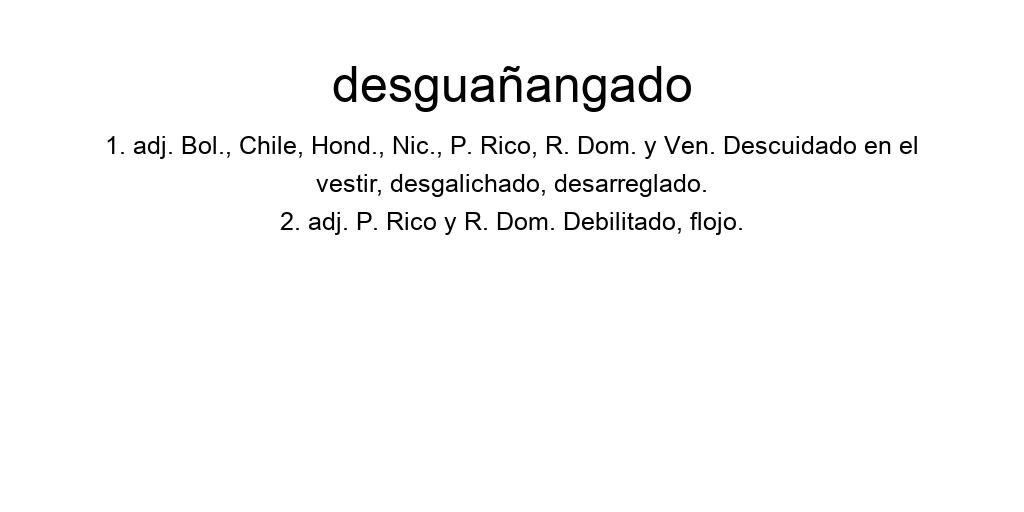 desguañangado
1. adj. Bol., Chile, Hond., Nic., P. Rico, R. Dom. y Ven. Descuidado en el
vestir, desgalichado, desarreglado.
2. adj. P. Rico y R. Dom. Debilitado, flojo.